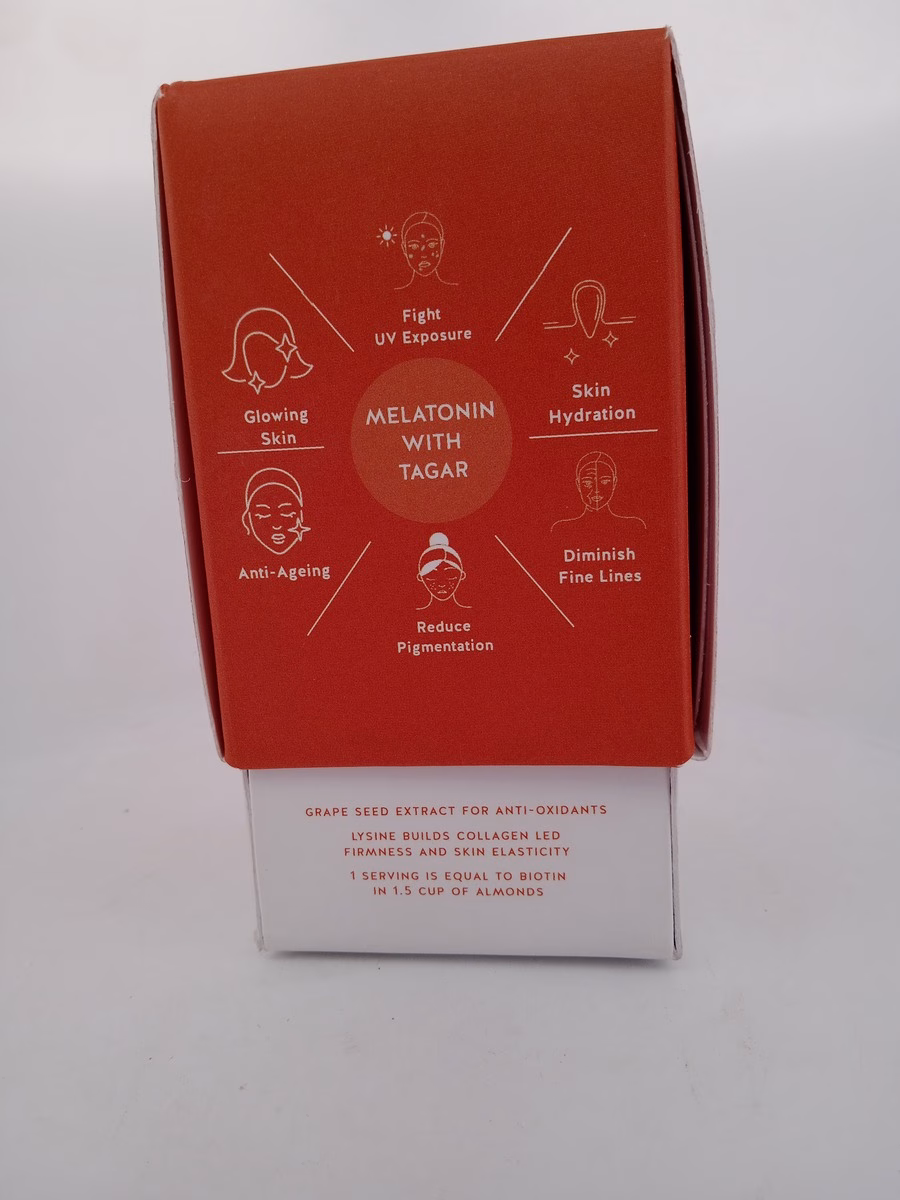 Fight
UV Exposure
Glowing
Skin
Skin
Hydration
MELATONIN
WITH
TAGAR
Anti-Ageing
Diminish
Fine Lines
Reduce
Pigmentation
GRAPE SEED EXTRACT FOR ANTI-OXIDANTS
LYSINE BUILDS COLLAGEN LED
FIRMNESS AND SKIN ELASTICITY
1 SERVING IS EQUAL TO BIOTIN
IN 1.5 CUP OF ALMONDS